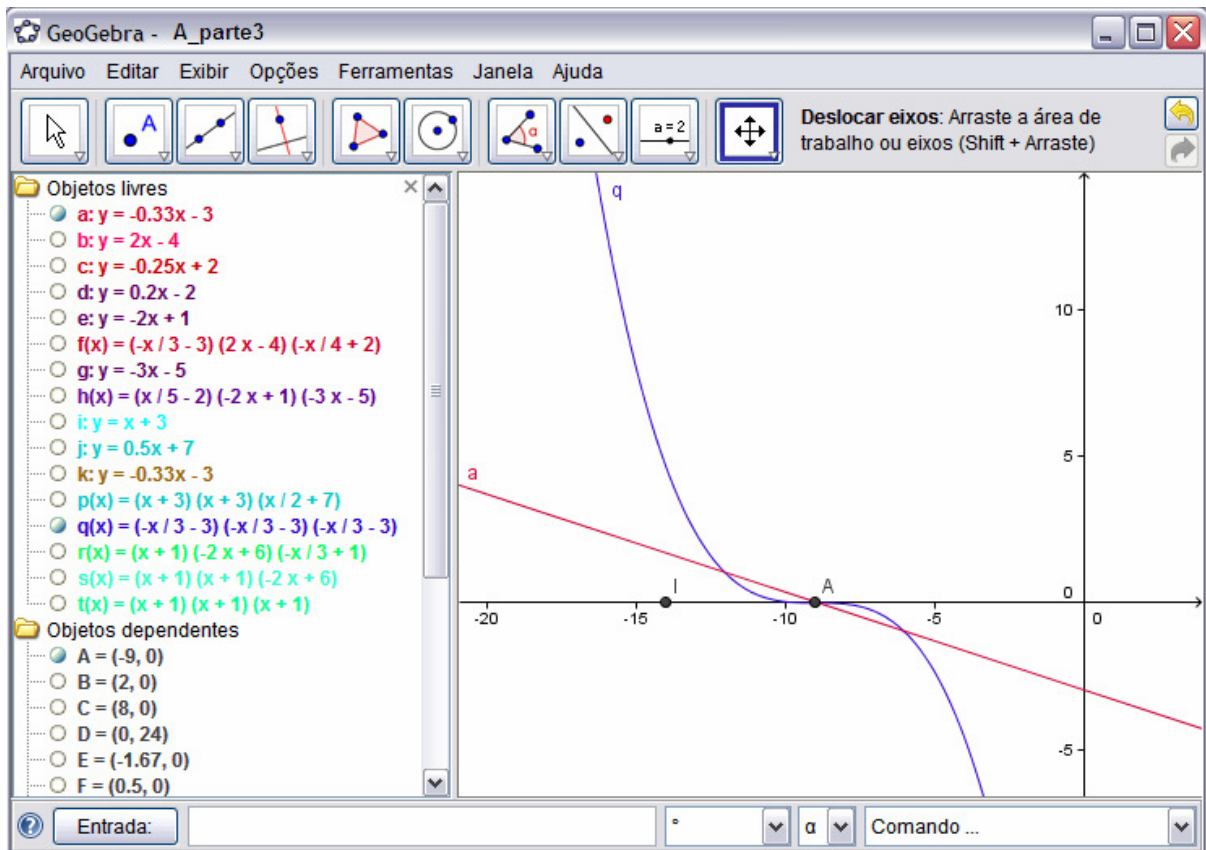 GeoGebra - A_parte3
Arquivo Editar Exibir Opções Ferramentas Janela Ajuda
A
α
a = 2
Deslocar eixos: Arraste a área de
trabalho ou eixos (Shift + Arraste)
Objetos livres
a: y = -0.33x - 3
b: y = 2x - 4
c: y = -0.25x + 2
d: y = 0.2x - 2
e: y = -2x + 1
f(x) = (-x / 3 - 3) (2 x - 4) (-x / 4 + 2)
g: y = -3x - 5
h(x) = (x / 5 - 2) (-2 x + 1) (-3 x - 5)
i: y = x + 3
j: y = 0.5x + 7
k: y = -0.33x - 3
p(x) = (x + 3) (x + 3) (x / 2 + 7)
q(x) = (-x / 3 - 3) (-x / 3 - 3) (-x / 3 - 3)
r(x) = (x + 1) (-2 x + 6) (-x / 3 + 1)
s(x) = (x + 1) (x + 1) (-2 x + 6)
t(x) = (x + 1) (x + 1) (x + 1)
Objetos dependentes
A = (-9, 0)
B = (2, 0)
C = (8, 0)
D = (0, 24)
E = (-1.67, 0)
F = (0.5, 0)
q
10
5
a
I
A
0
-20 -15 -10 -5 0
-5
Entrada:
°
α
Comando ...